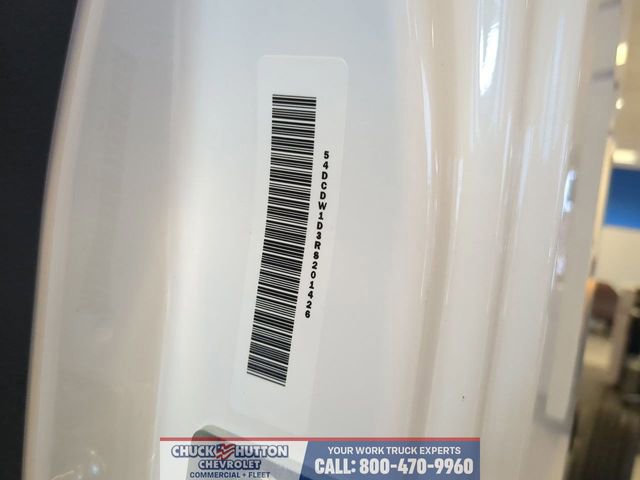 54DCDW1D3RS201426
CHUCK HUTTON
CHEVROLET
COMMERCIAL • FLEET
YOUR WORK TRUCK EXPERTS
CALL: 800-470-9960